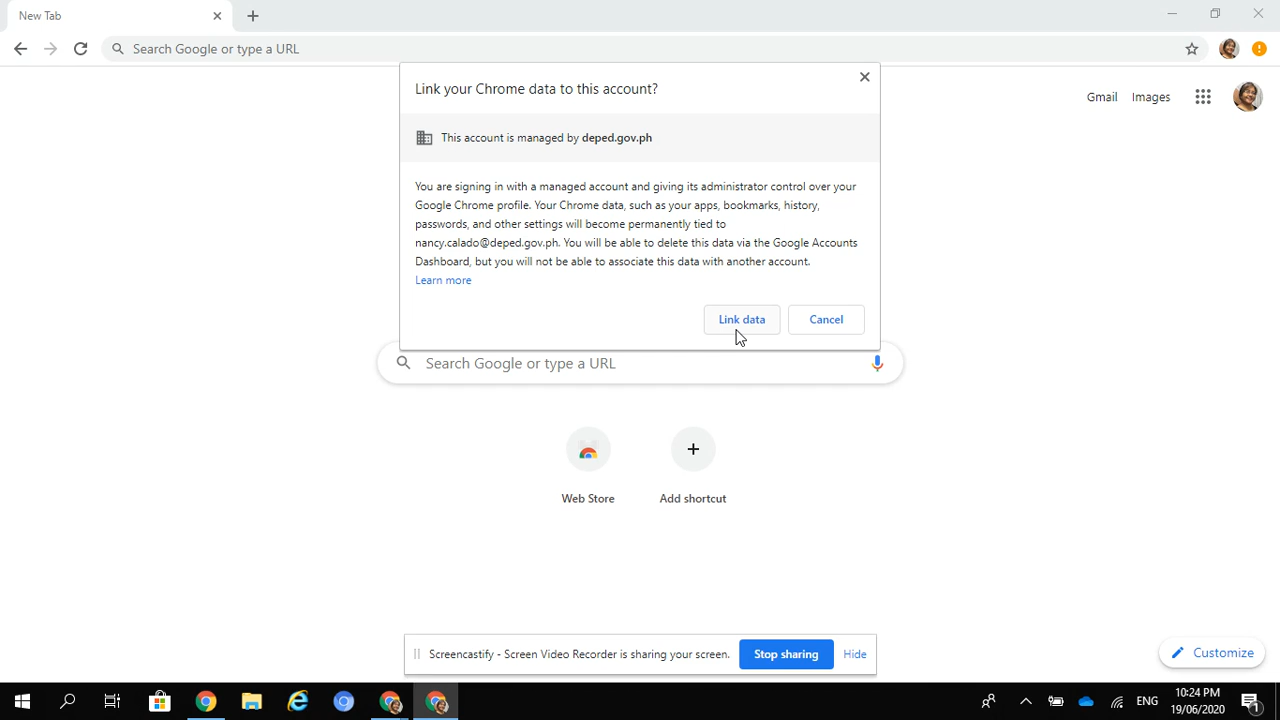 New Tab
Search Google or type a URL
Link your Chrome data to this account?
Gmail Images
This account is managed by deped.gov.ph
You are signing in with a managed account and giving its administrator control over your
Google Chrome profile. Your Chrome data, such as your apps, bookmarks, history,
passwords, and other settings will become permanently tied to
nancy.calado@deped.gov.ph. You will be able to delete this data via the Google Accounts
Dashboard, but you will not be able to associate this data with another account.
Learn more
Link data Cancel
Search Google or type a URL
Web Store Add shortcut
Screencastify - Screen Video Recorder is sharing your screen. Stop sharing Hide
Customize
ENG
10:24 PM
19/06/2020
1